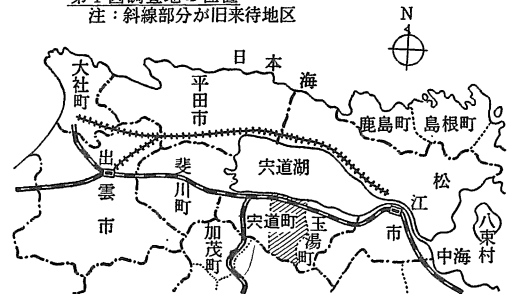 注：斜線部分が旧来待地区
N
日本海
大社町
平田市
鹿島町
島根町
出雲市
斐川町
宍道湖
松江市
八束村
宍道町
玉湯町
加茂町
中海